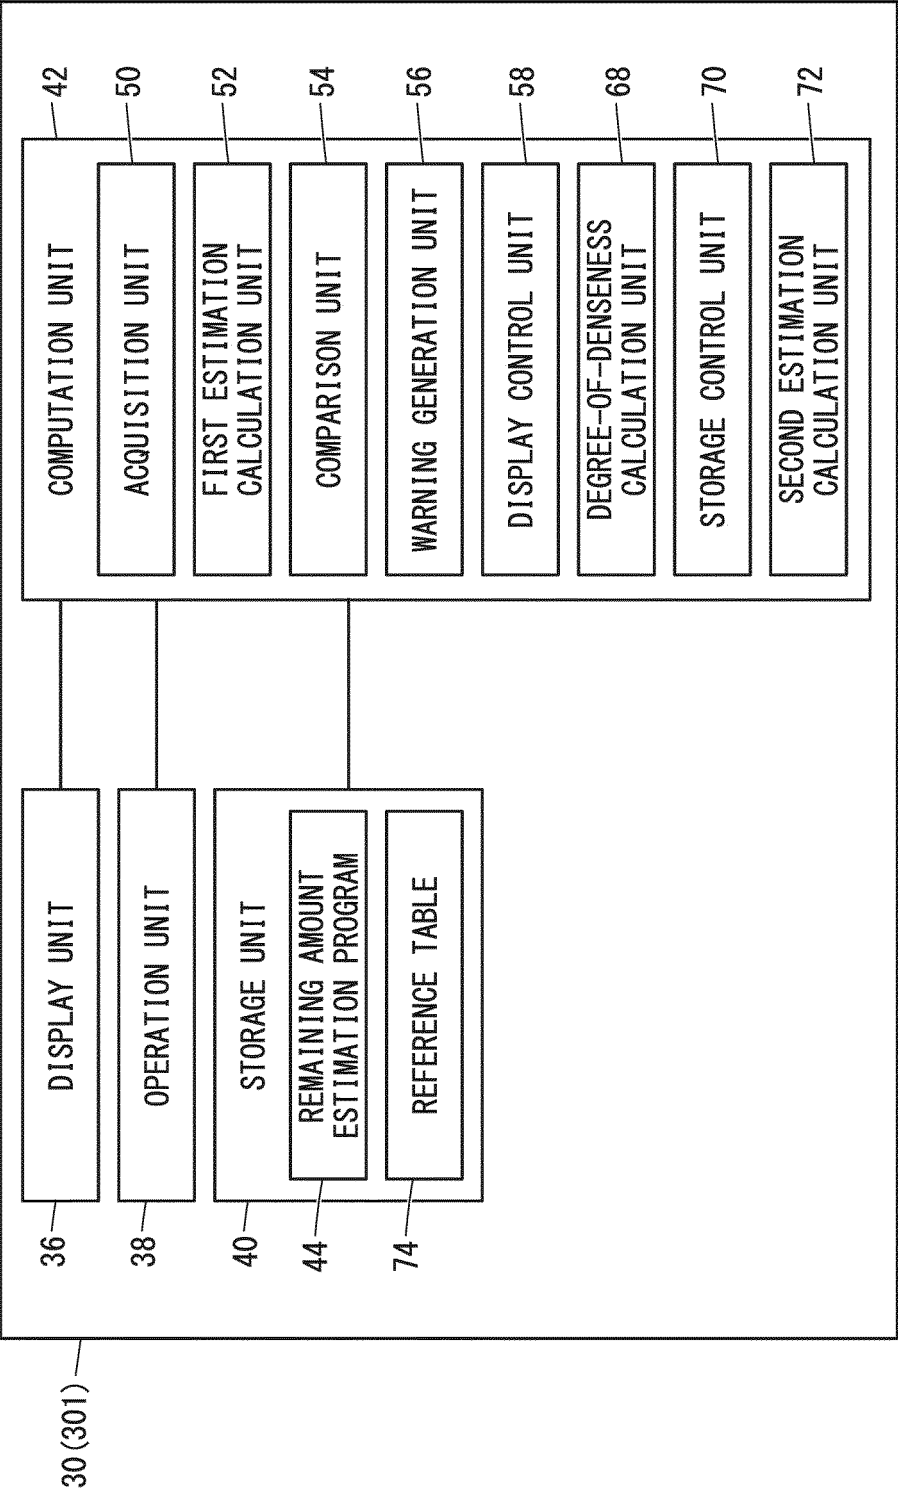 30(301)
36
DISPLAY UNIT
38
OPERATION UNIT
40
STORAGE UNIT
44
REMAINING AMOUNT
ESTIMATION PROGRAM
74
REFERENCE TABLE
COMPUTATION UNIT
42
ACQUISITION UNIT
50
FIRST ESTIMATION
CALCULATION UNIT
52
COMPARISON UNIT
54
WARNING GENERATION UNIT
56
DISPLAY CONTROL UNIT
58
DEGREE-OF-DENSENESS
CALCULATION UNIT
68
STORAGE CONTROL UNIT
70
SECOND ESTIMATION
CALCULATION UNIT
72